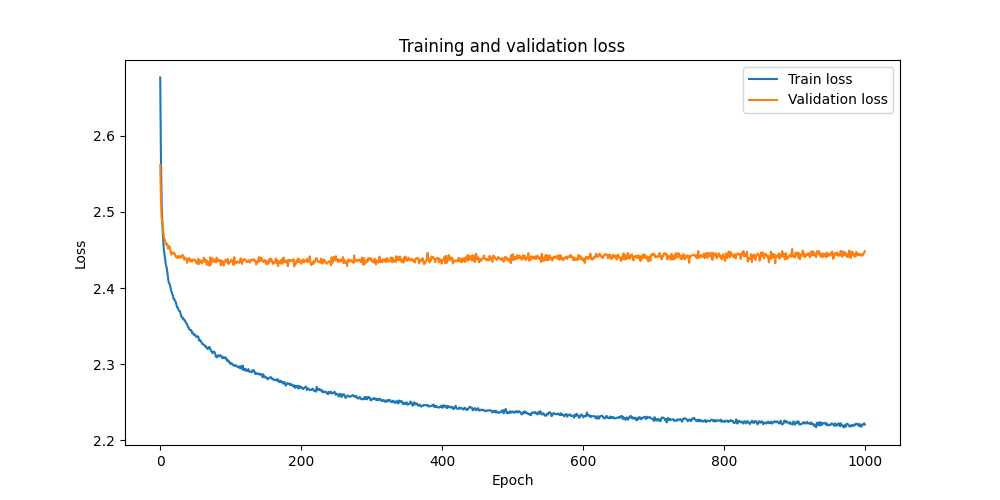 Training and validation loss
Train loss
Validation loss
2.6
2.5
2.4
2.3
2.2
Loss
0
200
400
600
800
1000
Epoch